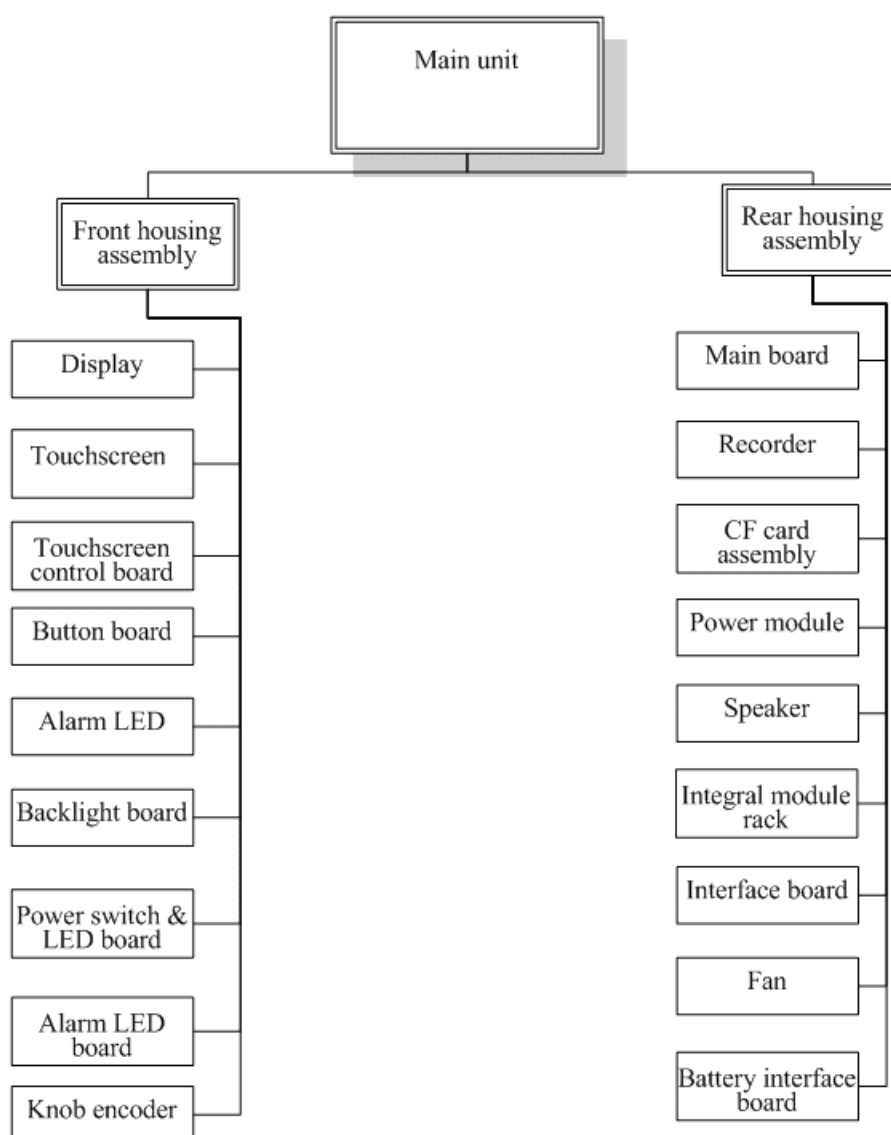 Main unit
Front housing
assembly
Display
Touchscreen
Touchscreen
control board
Button board
Alarm LED
Backlight board
Power switch &
LED board
Alarm LED
board
Knob encoder
Rear housing
assembly
Main board
Recorder
CF card
assembly
Power module
Speaker
Integral module
rack
Interface board
Fan
Battery interface
board